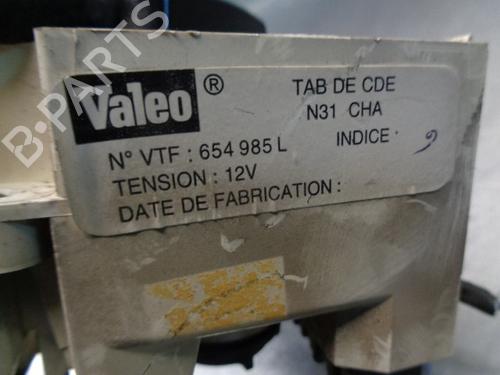 B-PARTS
Valeo ®
TAB DE CDE
N31 CHA
N° VTF : 654 985 L
INDICE : 9
TENSION : 12V
DATE DE FABRICATION :